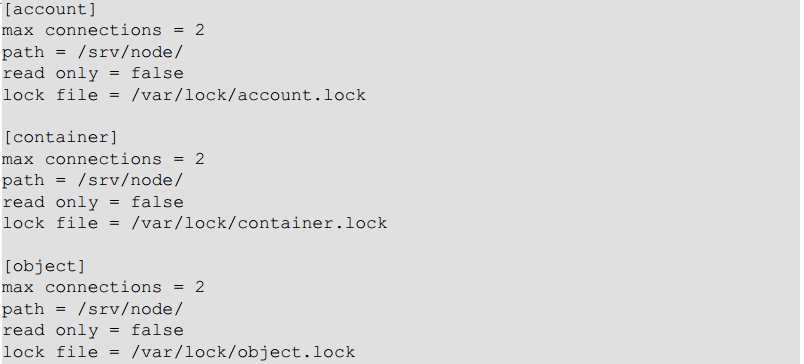 [account]
max connections = 2
path = /srv/node/
read only = false
lock file = /var/lock/account.lock
[container]
max connections = 2
path = /srv/node/
read only = false
lock file = /var/lock/container.lock
[object]
max connections = 2
path = /srv/node/
read only = false
lock file = /var/lock/object.lock